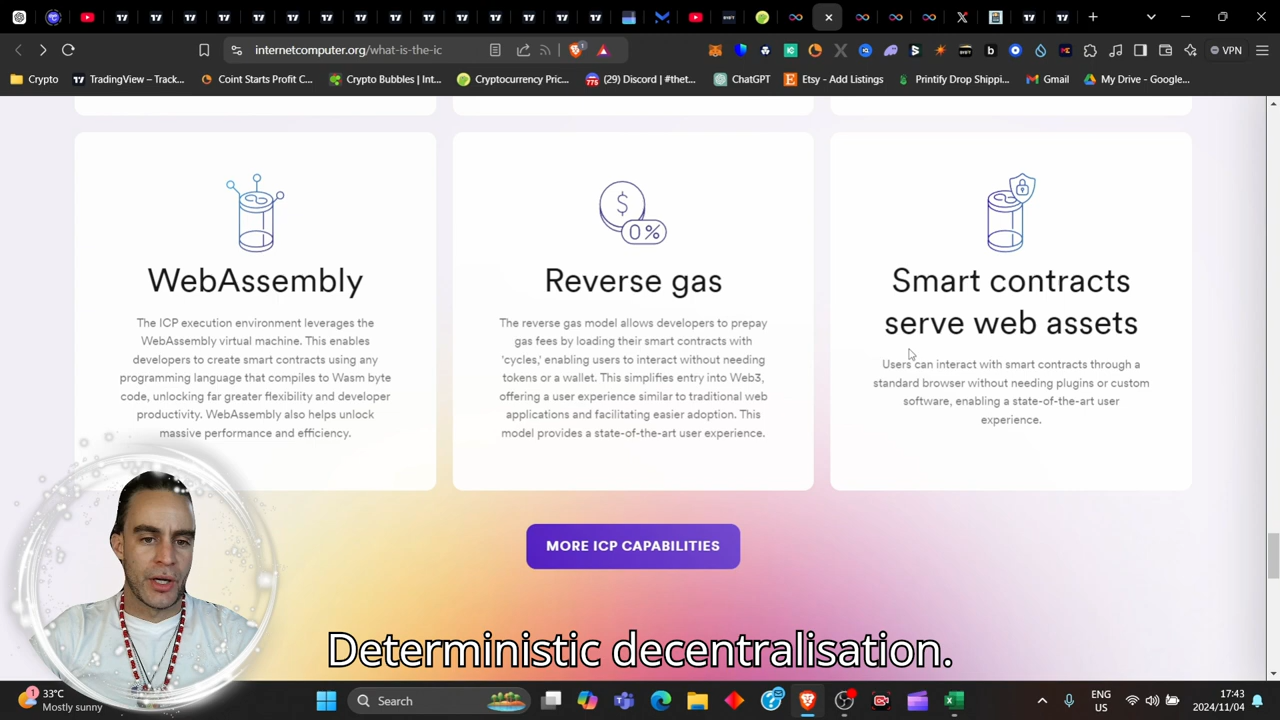 internetcomputer.org/what-is-the-ic
VPN
Crypto
TradingView – Track...
Coint Starts Profit C...
Crypto Bubbles | Int...
Cryptocurrency Pric...
(29) Discord | #thet...
ChatGPT
Etsy - Add Listings
Printify Drop Shippi...
Gmail
My Drive - Google...
WebAssembly
The ICP execution environment leverages the
WebAssembly virtual machine. This enables
developers to create smart contracts using any
programming language that compiles to Wasm byte
code, unlocking far greater flexibility and developer
productivity. WebAssembly also helps unlock
massive performance and efficiency.
$
0 %
Reverse gas
The reverse gas model allows developers to prepay
gas fees by loading their smart contracts with
'cycles,' enabling users to interact without needing
tokens or a wallet. This simplifies entry into Web3,
offering a user experience similar to traditional web
applications and facilitating easier adoption. This
model provides a state-of-the-art user experience.
Smart contracts
serve web assets
Users can interact with smart contracts through a
standard browser without needing plugins or custom
software, enabling a state-of-the-art user
experience.
MORE ICP CAPABILITIES
Deterministic decentralisation.
1
33°C
Mostly sunny
Search
ENG
US
17:43
2024/11/04